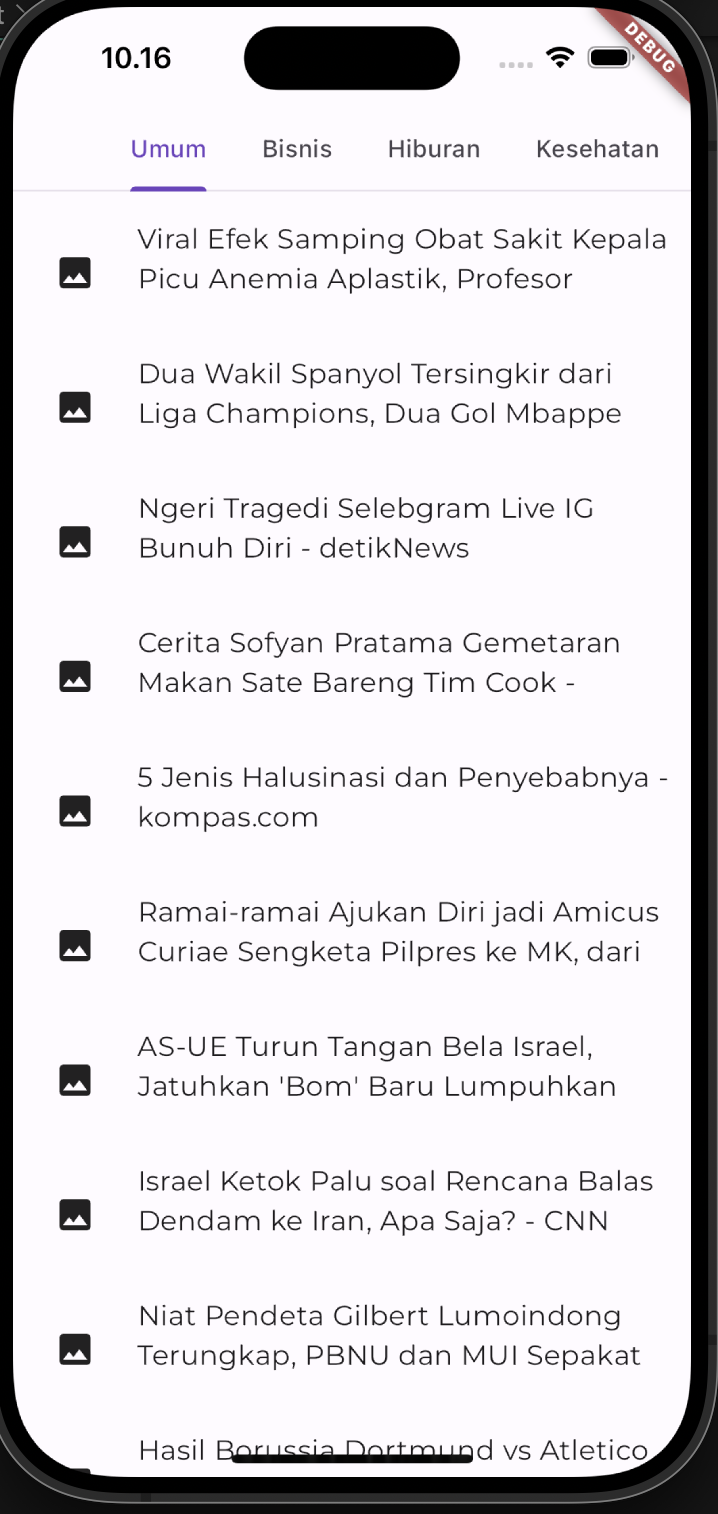 10.16
DEBUG
Umum Bisnis Hiburan Kesehatan
Viral Efek Samping Obat Sakit Kepala
Picu Anemia Aplastik, Profesor
Dua Wakil Spanyol Tersingkir dari
Liga Champions, Dua Gol Mbappe
Ngeri Tragedi Selebgram Live IG
Bunuh Diri - detikNews
Cerita Sofyan Pratama Gemetaran
Makan Sate Bareng Tim Cook -
5 Jenis Halusinasi dan Penyebabnya -
kompas.com
Ramai-ramai Ajukan Diri jadi Amicus
Curiae Sengketa Pilpres ke MK, dari
AS-UE Turun Tangan Bela Israel,
Jatuhkan 'Bom' Baru Lumpuhkan
Israel Ketok Palu soal Rencana Balas
Dendam ke Iran, Apa Saja? - CNN
Niat Pendeta Gilbert Lumoindong
Terungkap, PBNU dan MUI Sepakat
Hasil Borussia Dortmund vs Atletico